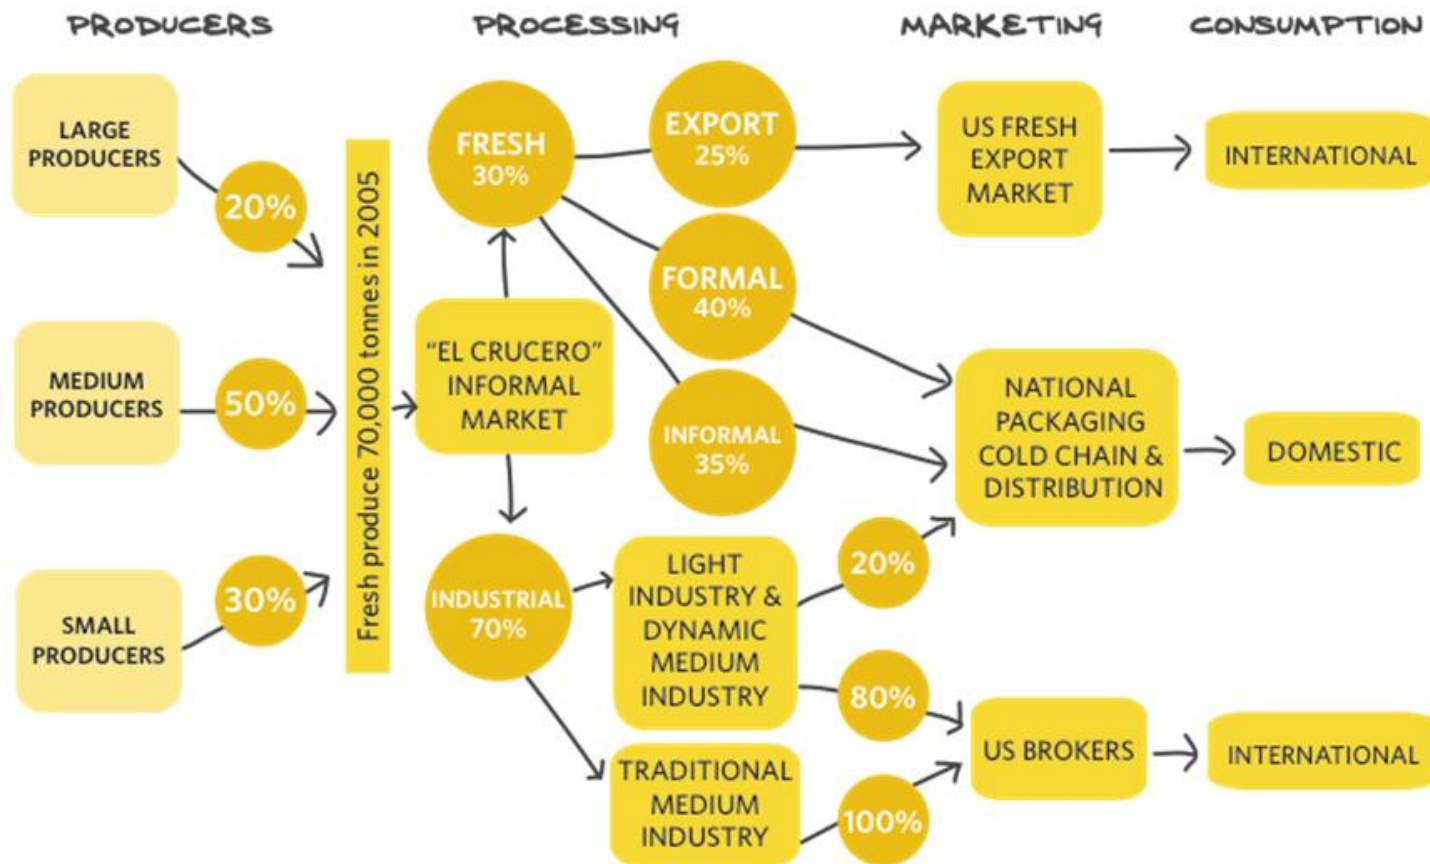 PRODUCERS
PROCESSING
MARKETING
CONSUMPTION
LARGE
PRODUCERS
20%
MEDIUM
PRODUCERS
50%
SMALL
PRODUCERS
30%
Fresh produce 70,000 tonnes in 2005
"EL CRUCERO"
INFORMAL
MARKET
FRESH
30%
EXPORT
25%
FORMAL
40%
INFORMAL
35%
INDUSTRIAL
70%
LIGHT
INDUSTRY &
DYNAMIC
MEDIUM
INDUSTRY
TRADITIONAL
MEDIUM
INDUSTRY
20%
80%
100%
US FRESH
EXPORT
MARKET
NATIONAL
PACKAGING
COLD CHAIN &
DISTRIBUTION
US BROKERS
INTERNATIONAL
DOMESTIC
INTERNATIONAL